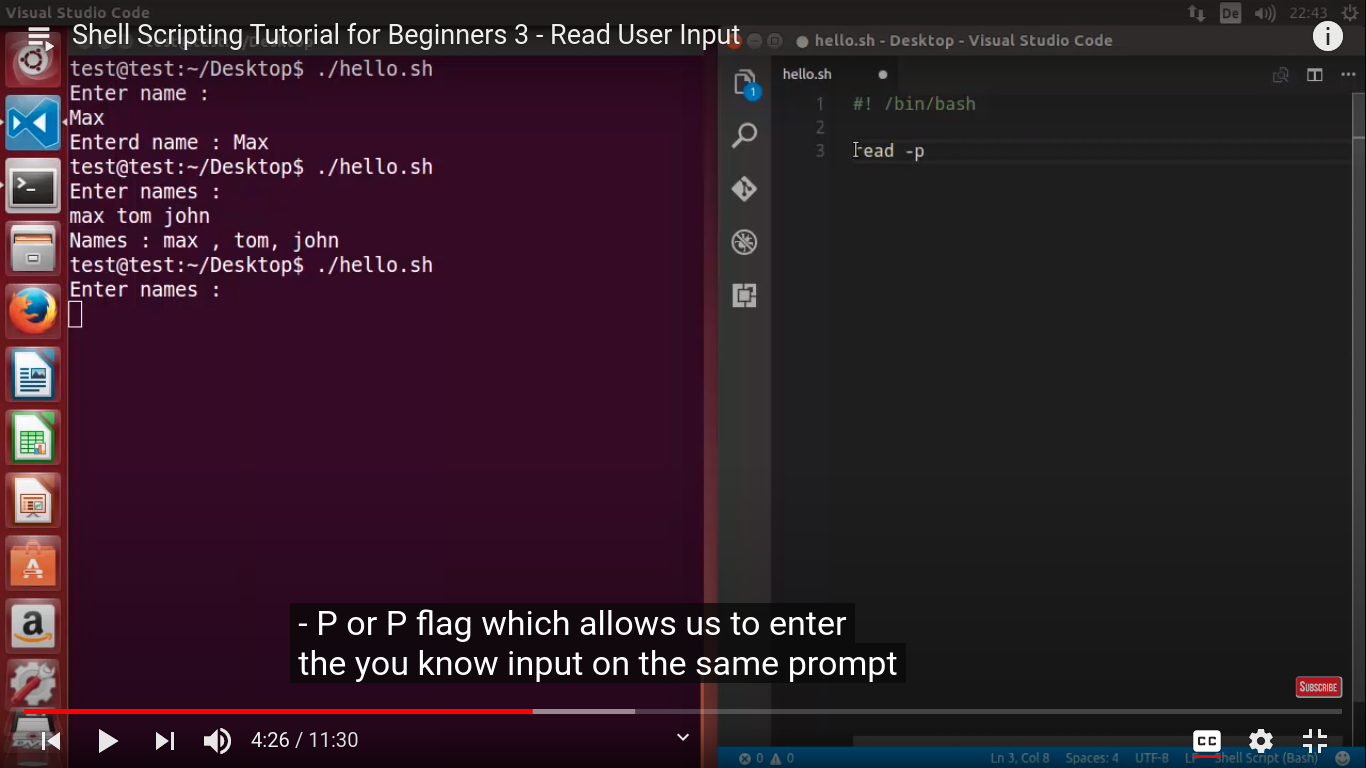 Visual Studio Code
De
22:43
Shell Scripting Tutorial for Beginners 3 - Read User Input
hello.sh - Desktop - Visual Studio Code
test@test:~/Desktop$ ./hello.sh
Enter name :
Max
Enterd name : Max
test@test:~/Desktop$ ./hello.sh
Enter names :
max tom john
Names : max , tom, john
test@test:~/Desktop$ ./hello.sh
Enter names :
hello.sh
1
1 #! /bin/bash
2
3 read -p
- P or P flag which allows us to enter
the you know input on the same prompt
SUBSCRIBE
4:26 / 11:30
CC
0 0 Ln 3, Col 8 Spaces: 4 UTF-8 LF Shell Script (Bash)